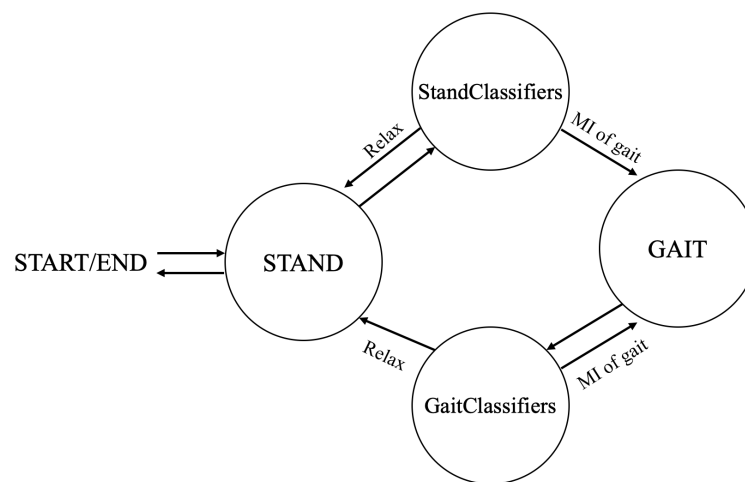 StandClassifiers
Relax
MI of gait
START/END
STAND
GAIT
Relax
MI of gait
GaitClassifiers